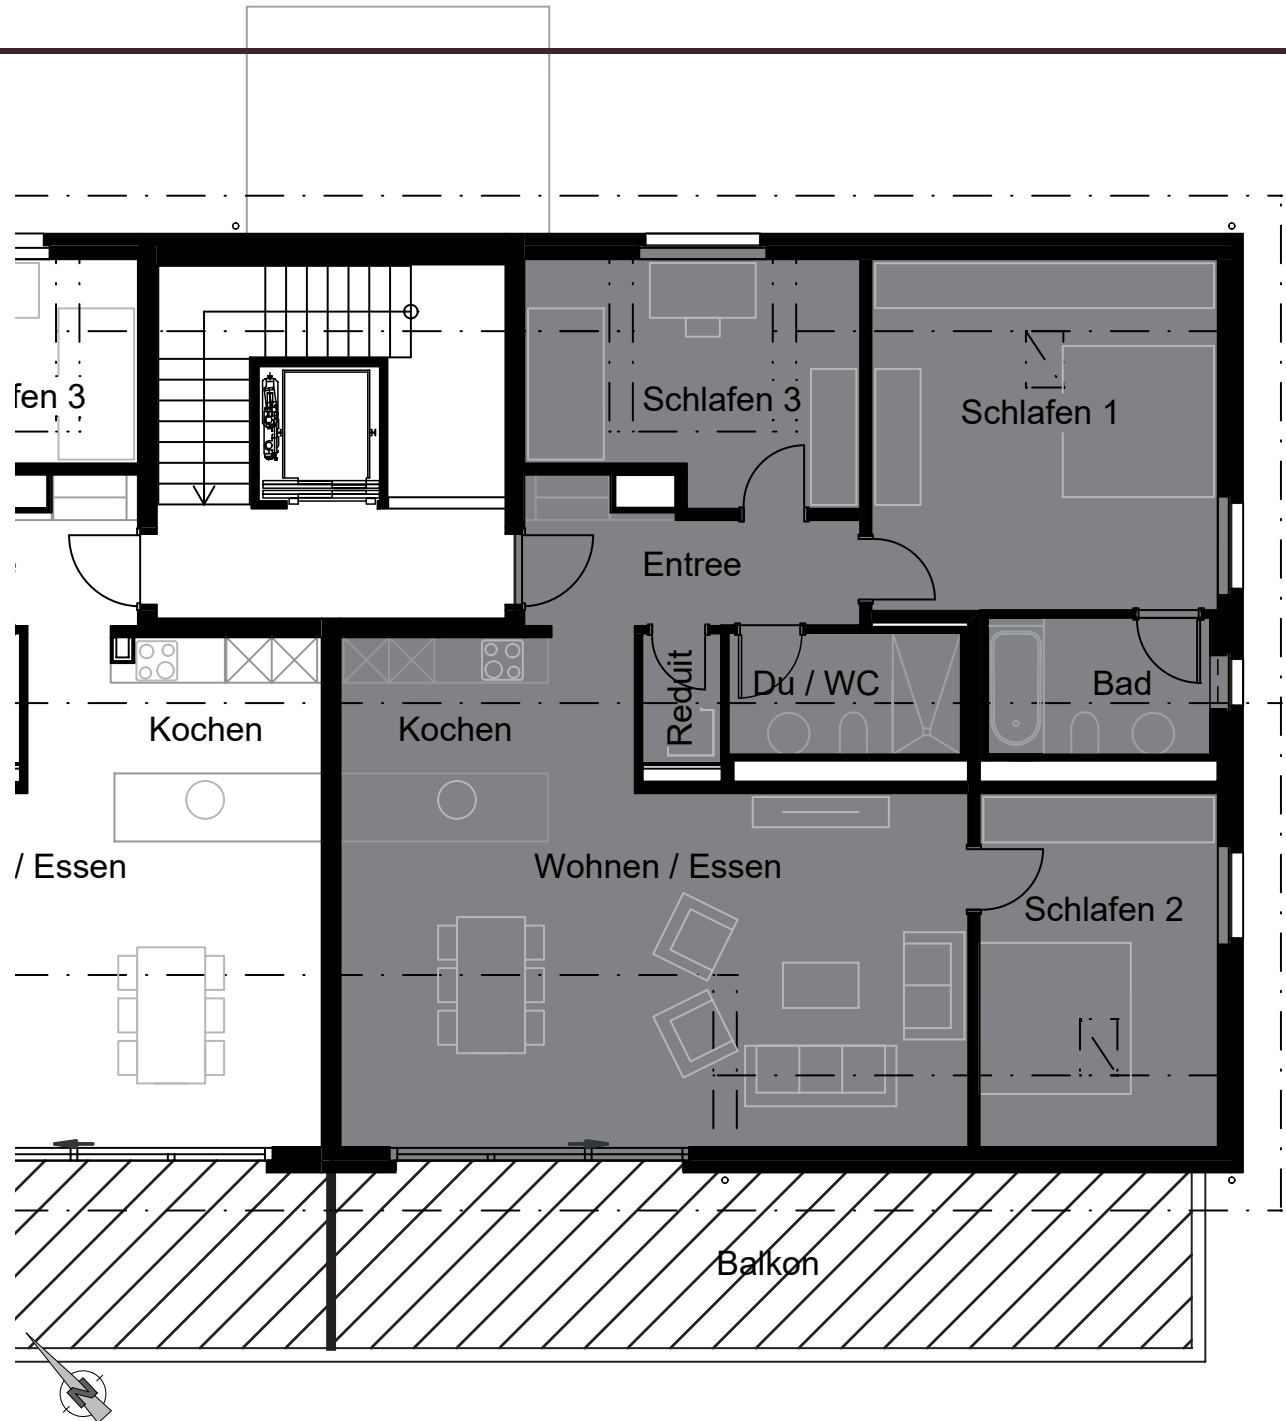 fen 3
Schlafen 3
Schlafen 1
Entree
Reduit
Du / WC
Bad
Kochen
Kochen
/ Essen
Wohnen / Essen
Schlafen 2
Balkon
N